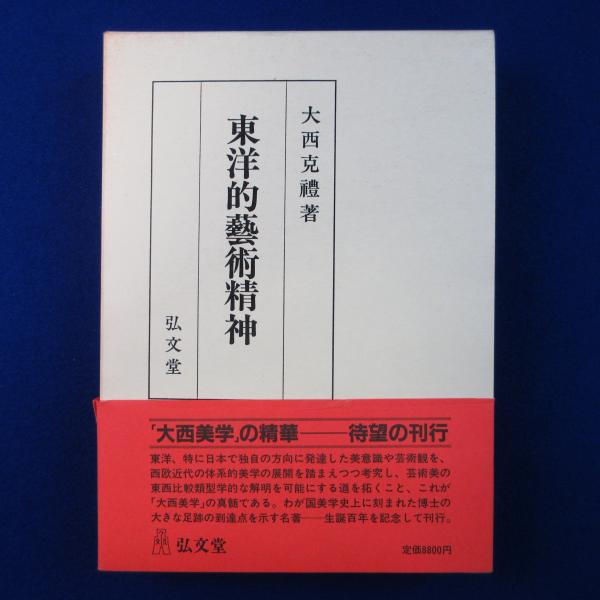 大西克禮著
東洋的藝術精神
弘文堂
「大西美学」の精華──待望の刊行
東洋、特に日本で独自の方向に発達した美意識や芸術観を、
西欧近代の体系的美学の展開を踏まえつつ考究し、芸術美の
東西比較類型学的な解明を可能にする道を拓くこと、これが
「大西美学」の真髄である。わが国美学史上に刻まれた博士の
大きな足跡の到達点を示す名著──生誕百年を記念して刊行。
弘文堂
定価8800円